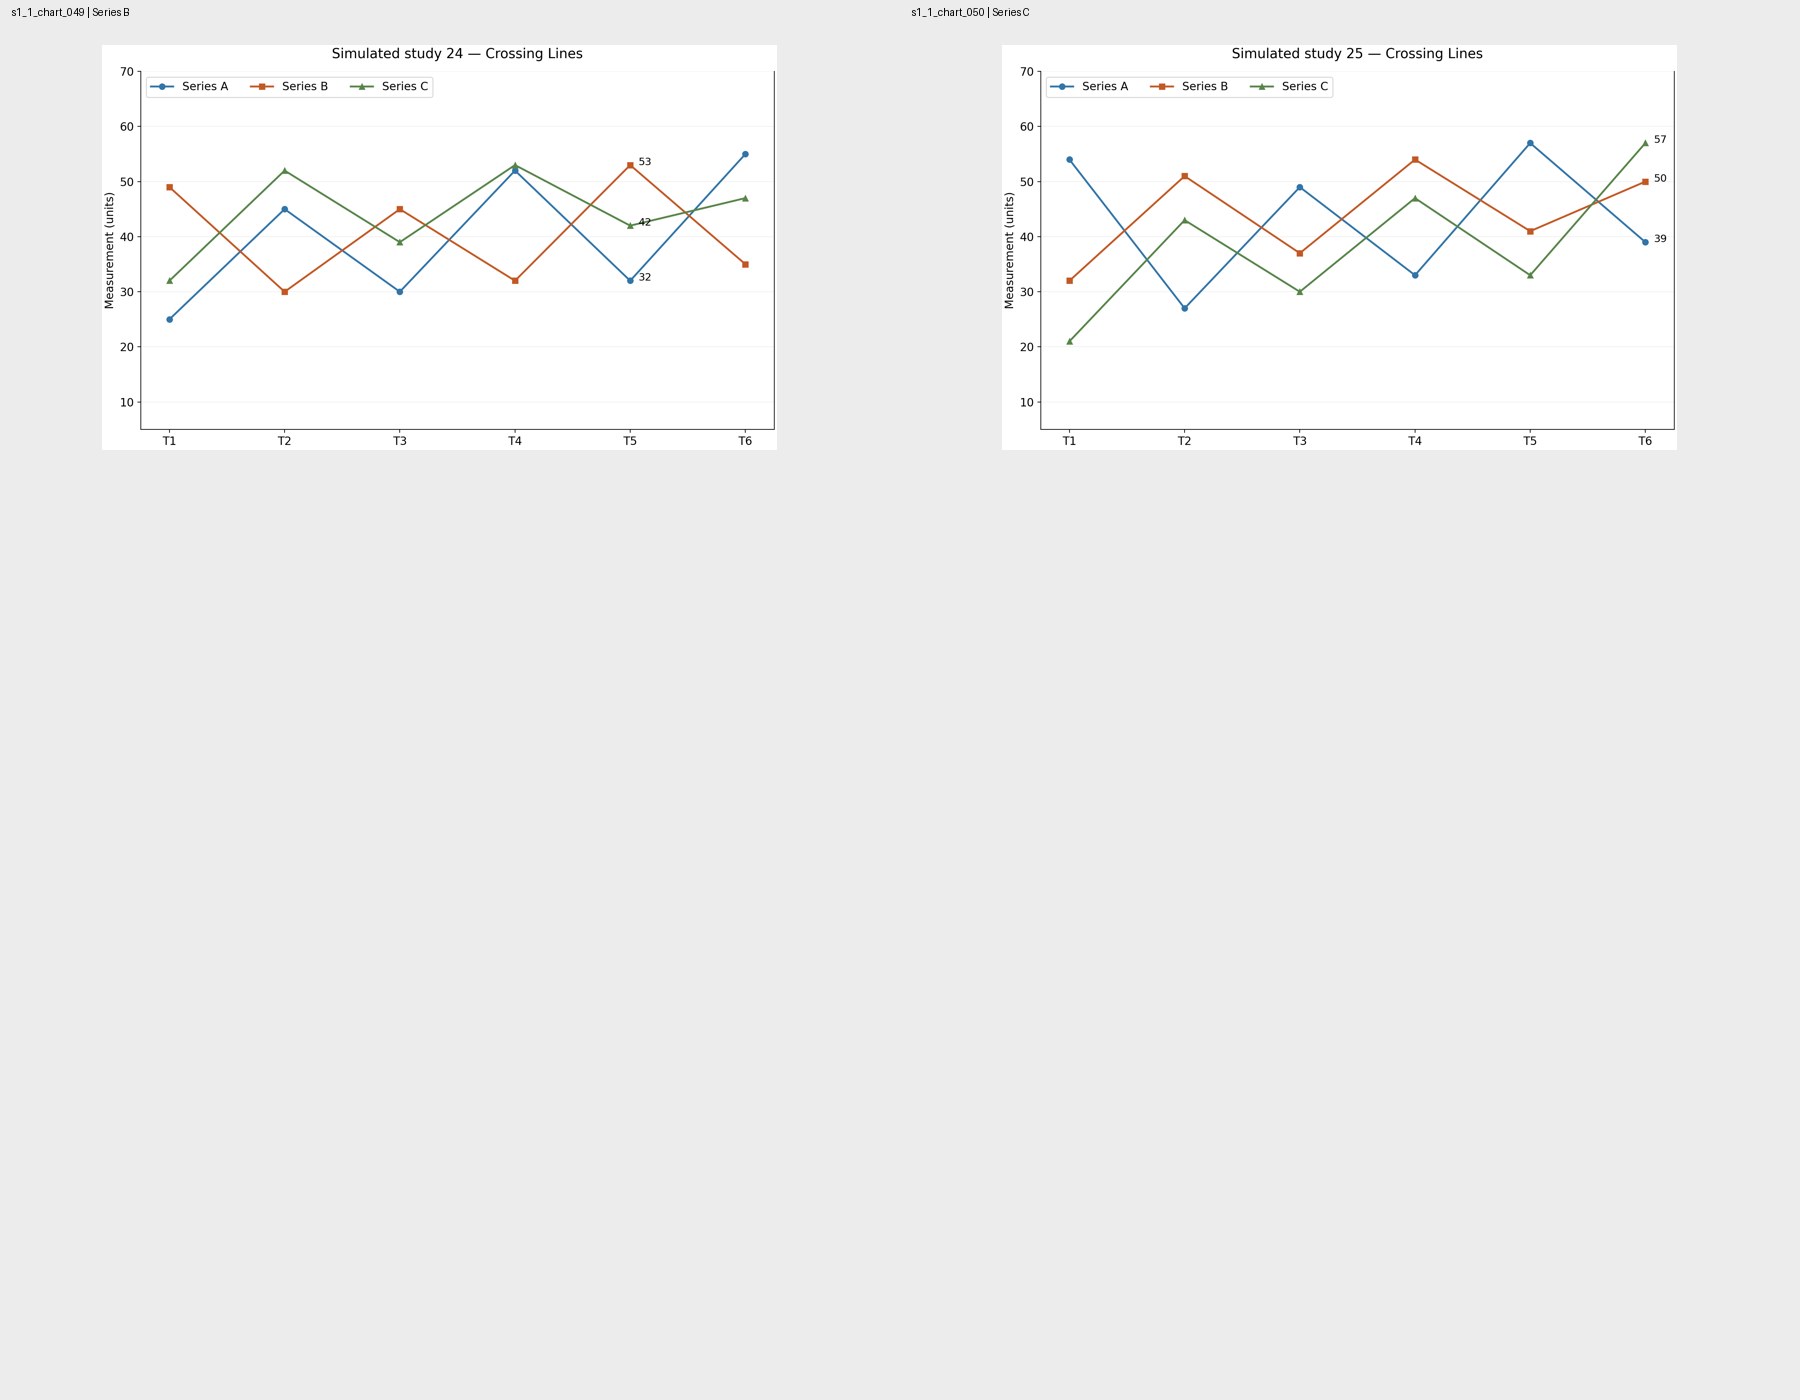 s1_1_chart_049 | Series B
Simulated study 24 — Crossing Lines
Series A Series B Series C
Measurement (units)
70
60
50
40
30
20
10
53
42
32
T1 T2 T3 T4 T5 T6
s1_1_chart_050 | Series C
Simulated study 25 — Crossing Lines
Series A Series B Series C
Measurement (units)
70
60
50
40
30
20
10
57
50
39
T1 T2 T3 T4 T5 T6